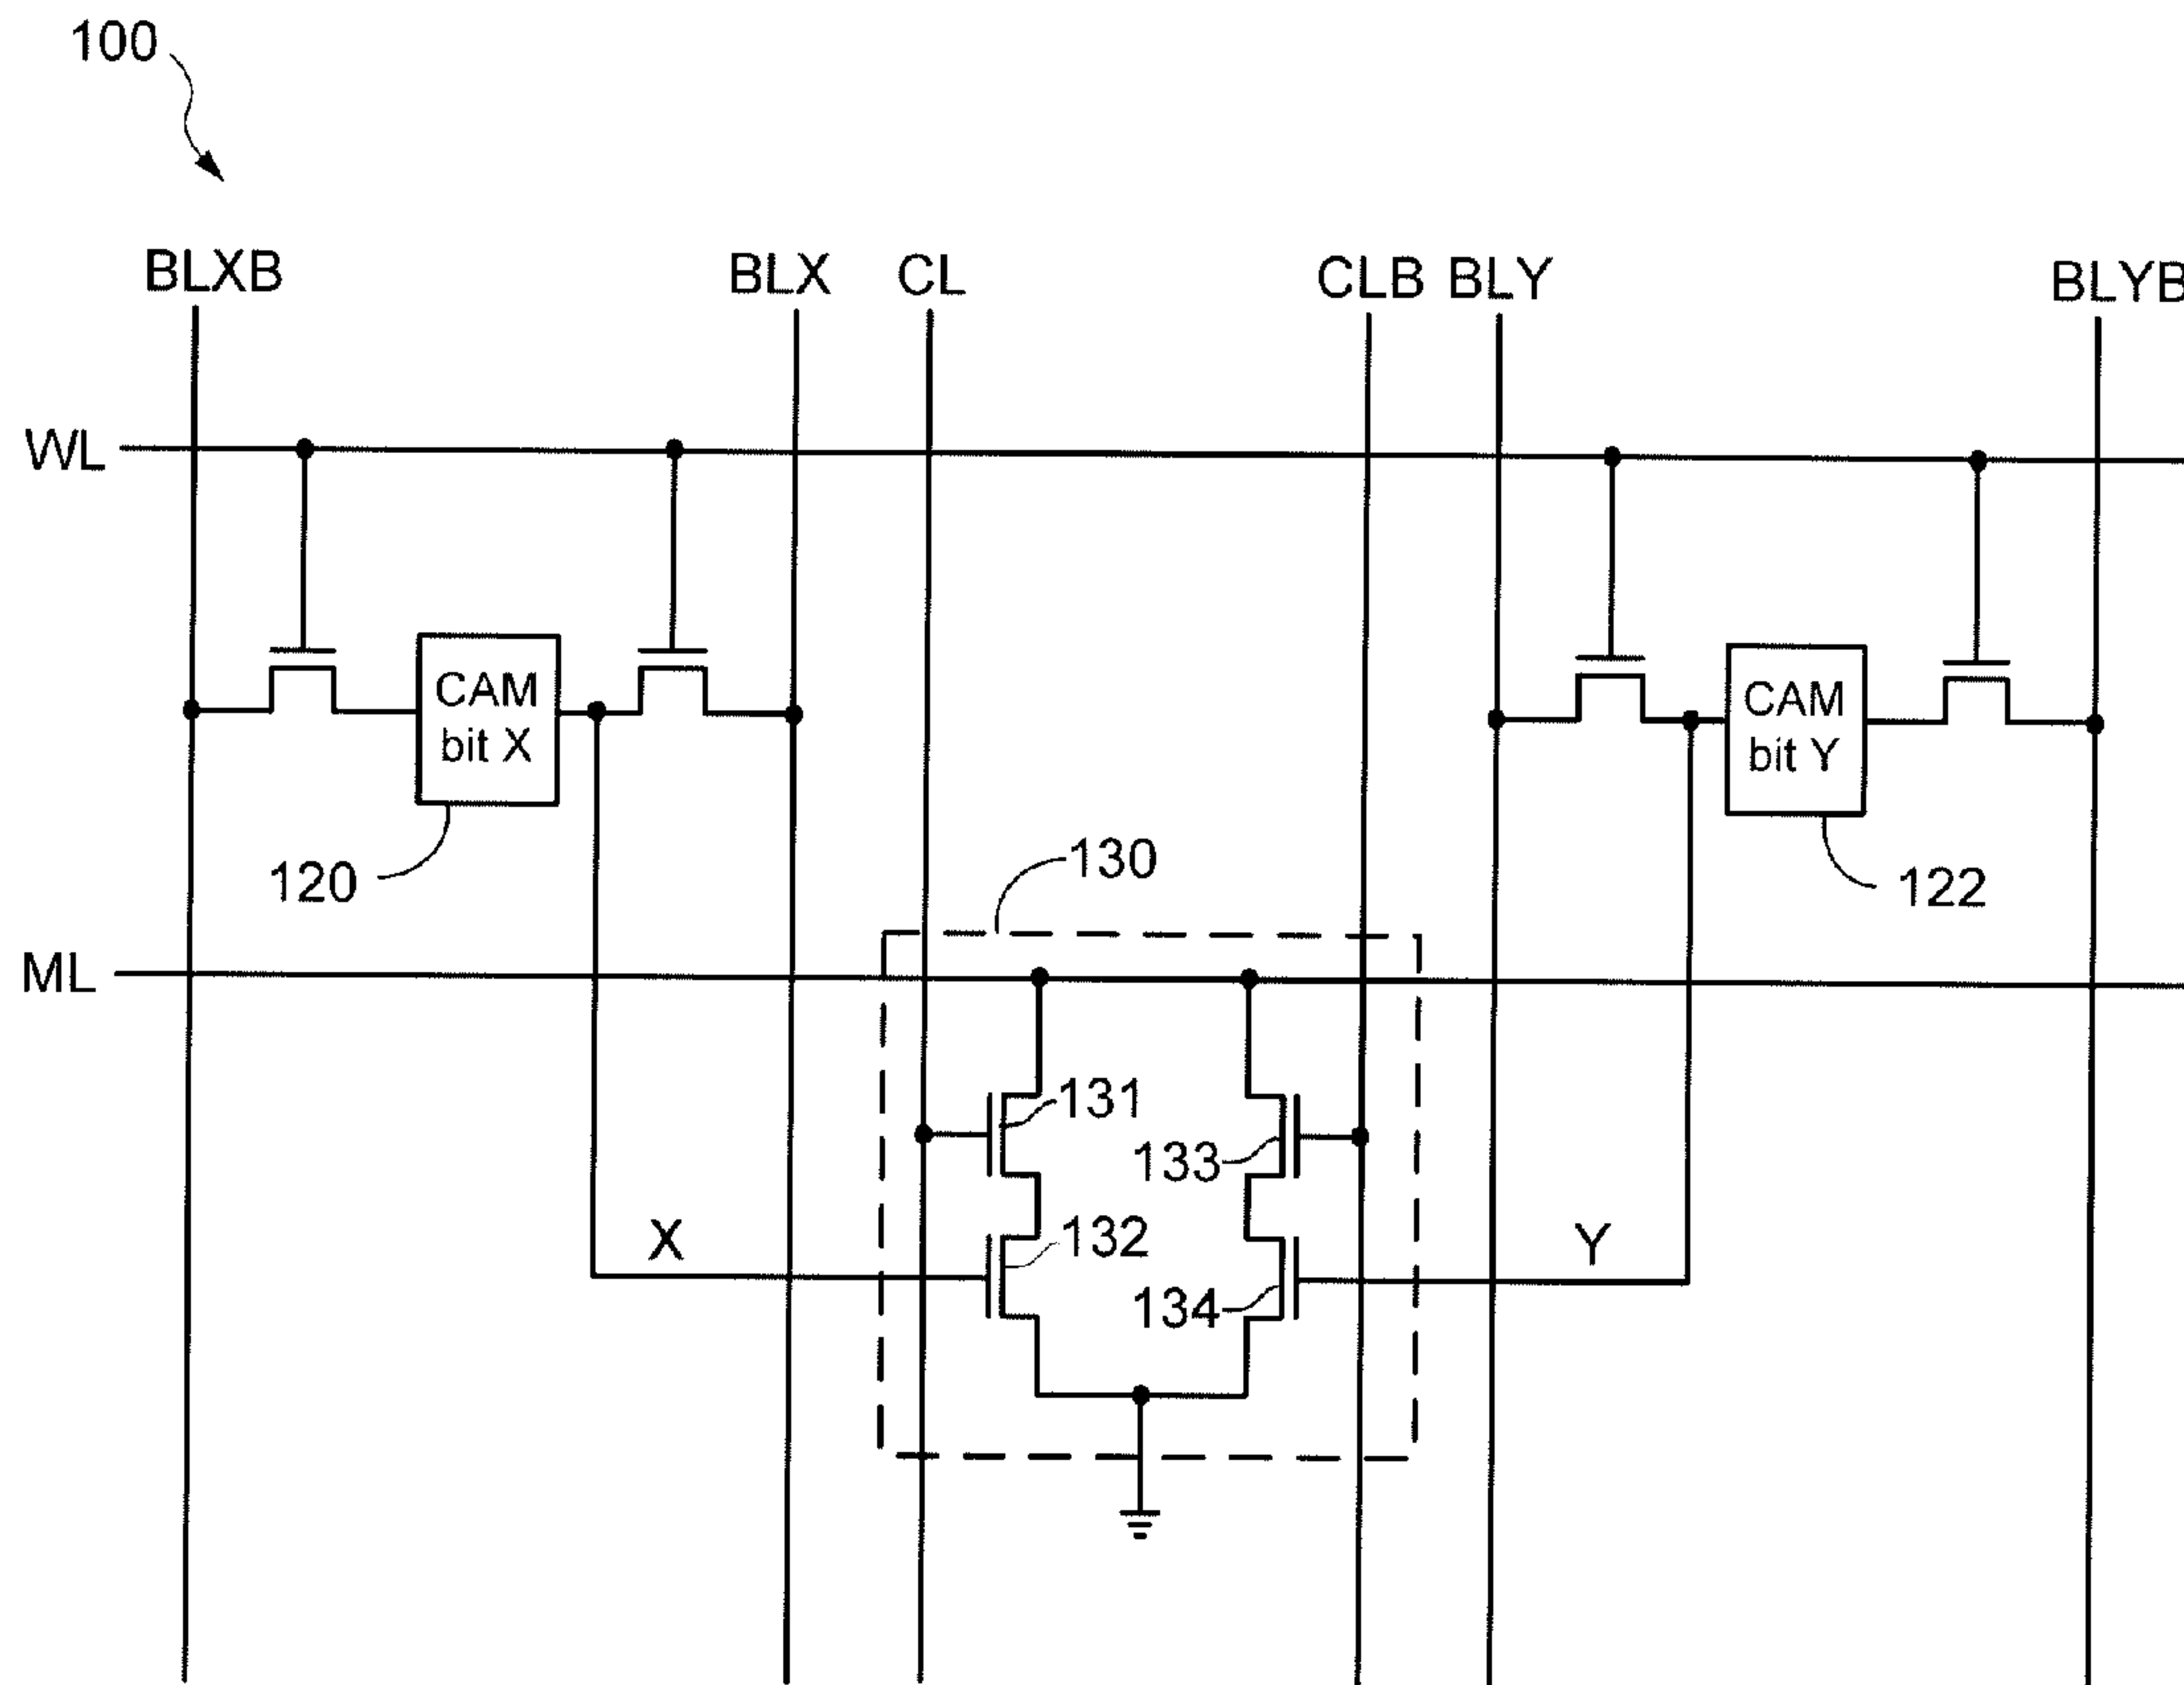 100
BLXB
BLX
CL
CLB
BLY
BLYB
WL
CAM
bit X
CAM
bit Y
120
130
122
ML
131
133
X
132
Y
134